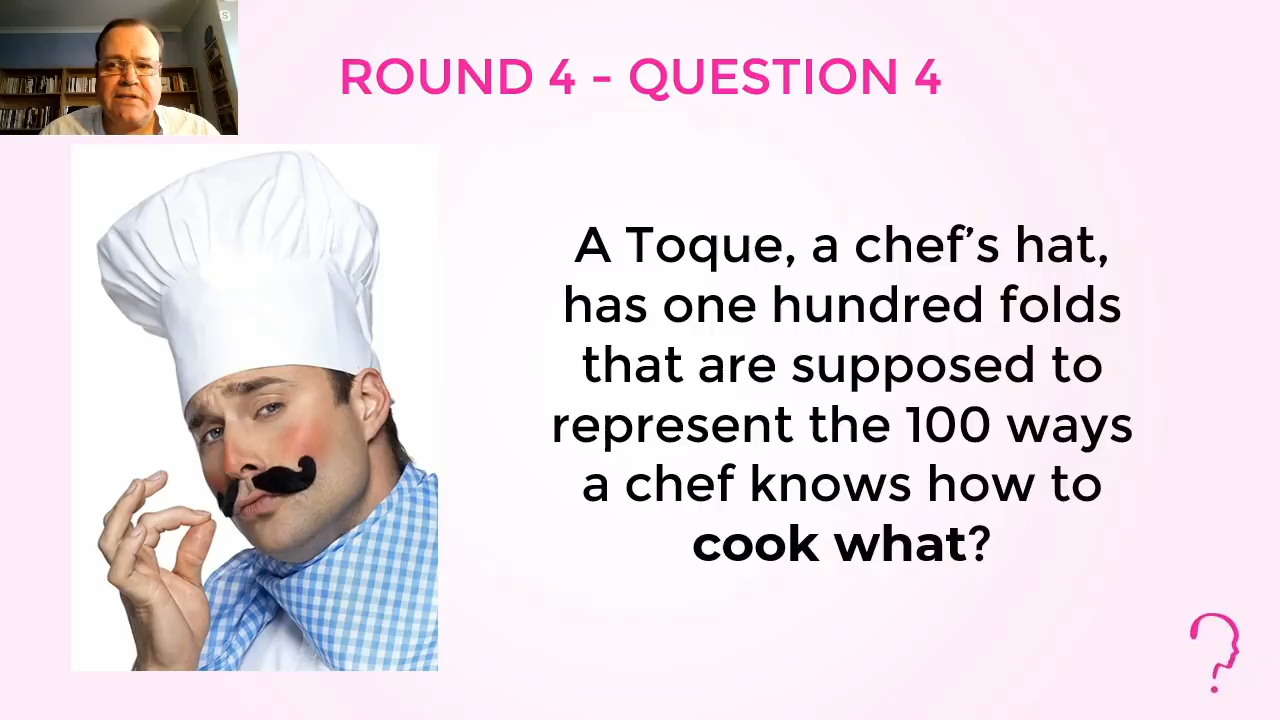 ROUND 4 - QUESTION 4
A Toque, a chef’s hat,
has one hundred folds
that are supposed to
represent the 100 ways
a chef knows how to
cook what?